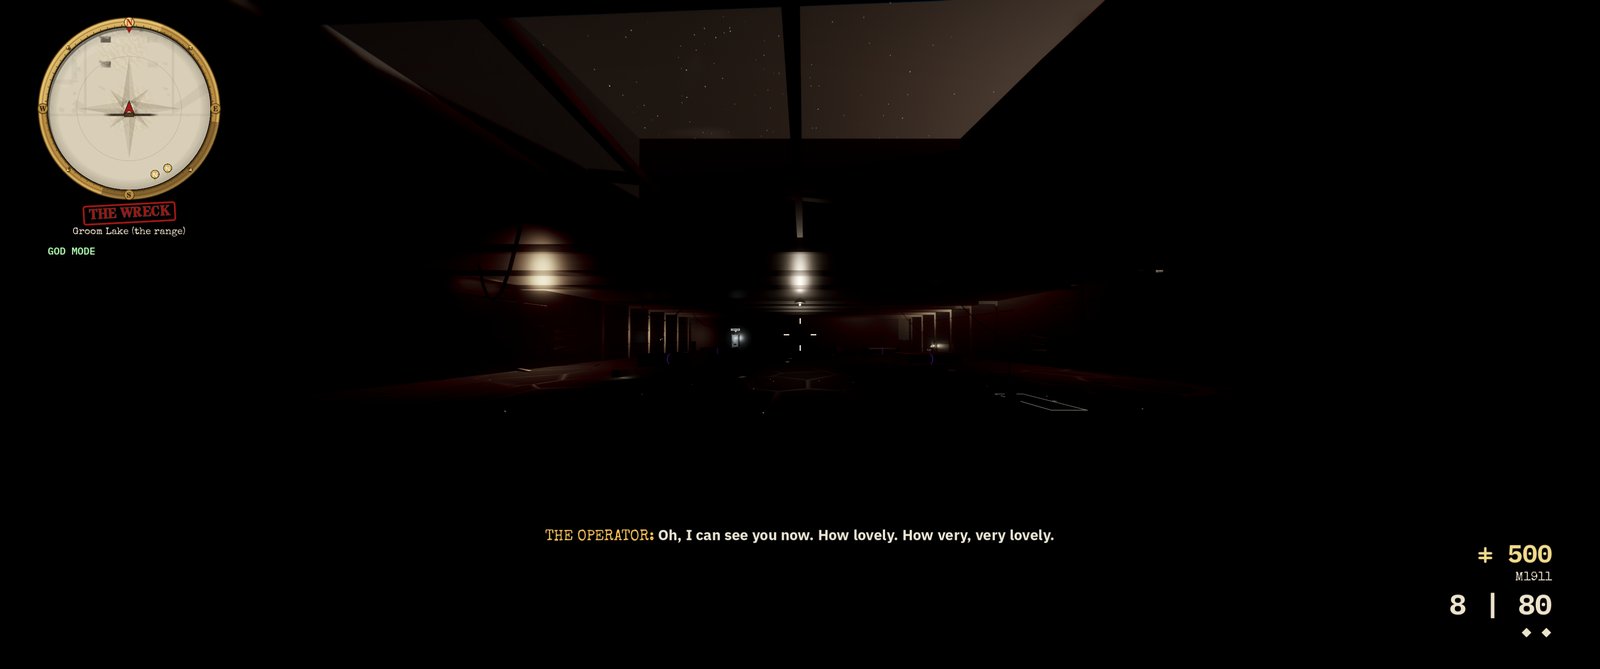 N
W
E
S
THE WRECK
Groom Lake (the range)
GOD MODE
THE OPERATOR: Oh, I can see you now. How lovely. How very, very lovely.
ǂ 500
M1911
8 | 80